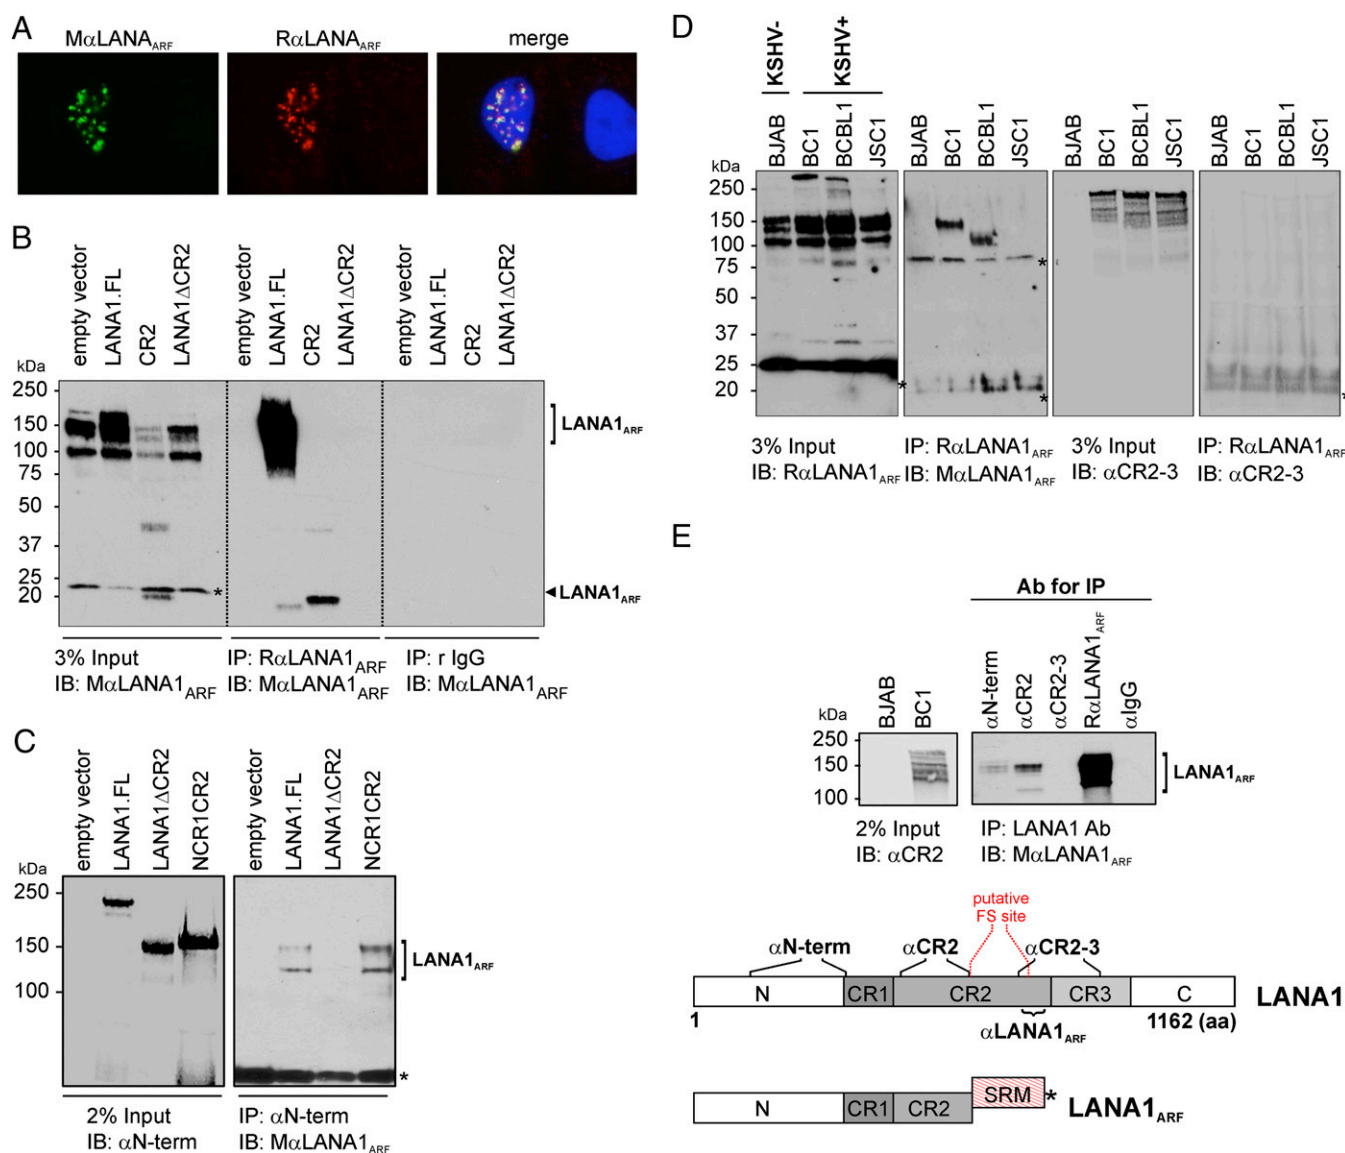 A
MαLANA_ARF RαLANA_ARF merge
B
empty vector LANA1.FL CR2 LANA1ΔCR2 empty vector LANA1.FL CR2 LANA1ΔCR2 empty vector LANA1.FL CR2 LANA1ΔCR2
kDa
250
150
100
75
50
37
25
20
LANA1_ARF
*
◄LANA1_ARF
3% Input IP: RαLANA1_ARF IP: r IgG
IB: MαLANA1_ARF IB: MαLANA1_ARF IB: MαLANA1_ARF
C
empty vector LANA1.FL LANA1ΔCR2 NCR1CR2 empty vector LANA1.FL LANA1ΔCR2 NCR1CR2
kDa
250
150
100
LANA1_ARF
*
2% Input IP: αN-term
IB: αN-term IB: MαLANA1_ARF
D
KSHV- KSHV+
BJAB BC1 BCBL1 JSC1 BJAB BC1 BCBL1 JSC1 BJAB BC1 BCBL1 JSC1 BJAB BC1 BCBL1 JSC1
kDa
250
150
100
75
50
37
25
20
* * * *
3% Input IP: RαLANA1_ARF 3% Input IP: RαLANA1_ARF
IB: RαLANA1_ARF IB: MαLANA1_ARF IB: αCR2-3 IB: αCR2-3
E
Ab for IP
BJAB BC1 αN-term αCR2 αCR2-3 RαLANA1_ARF αIgG
kDa
250
150
100
LANA1_ARF
2% Input IP: LANA1 Ab
IB: αCR2 IB: MαLANA1_ARF
putative
FS site
αN-term αCR2 αCR2-3
N CR1 CR2 CR3 C LANA1
1 1162 (aa)
αLANA1_ARF
N CR1 CR2 SRM * LANA1_ARF